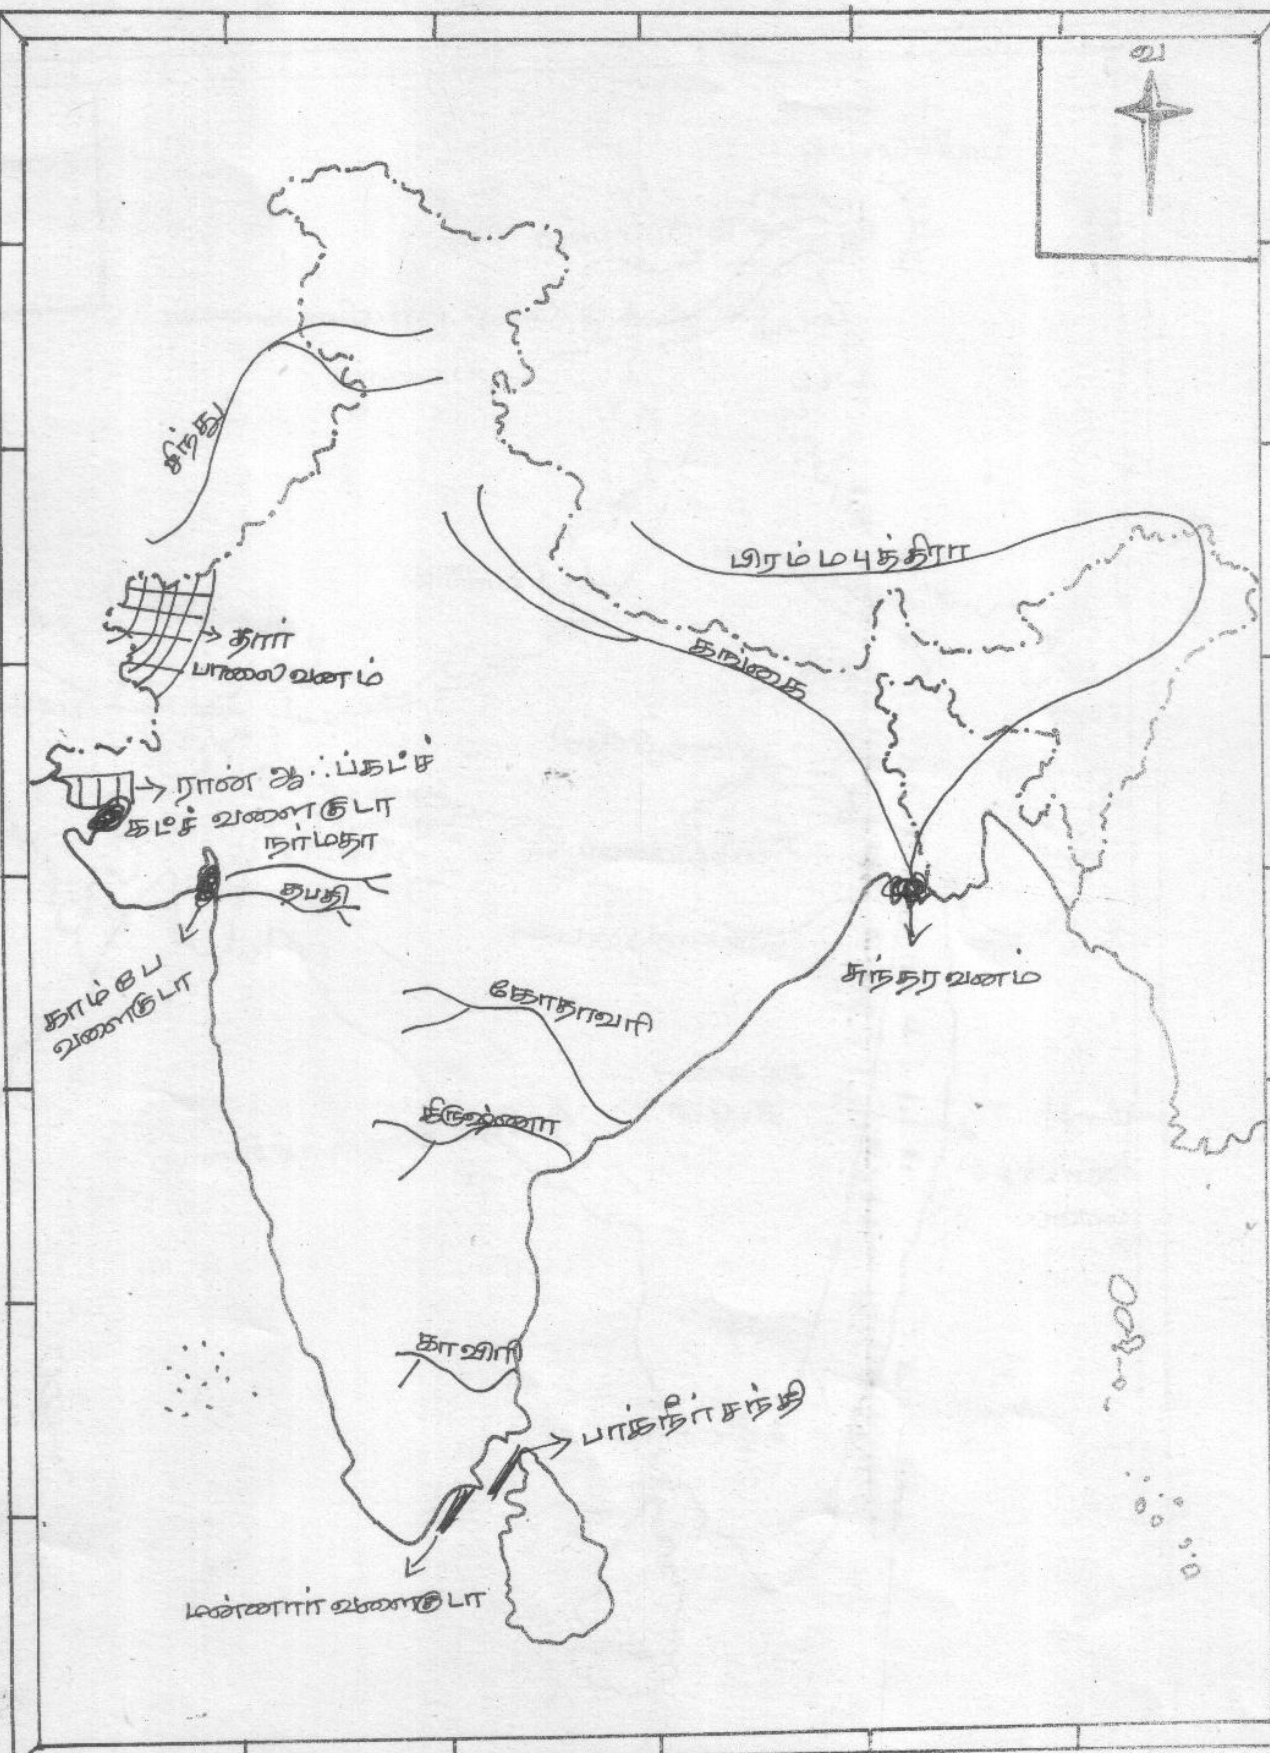 வ
சிந்து
பிரம்மபுத்திரா
கங்கை
தார்
பாலைவனம்
ரான் ஆஃப்கட்ச்
கட்ச் வளைகுடா
நர்மதா
தபதி
காம்பே
வளைகுடா
சுந்தரவனம்
கோதாவரி
கிருஷ்ணா
காவிரி
பாக்நீர்சந்தி
மன்னார் வளைகுடா